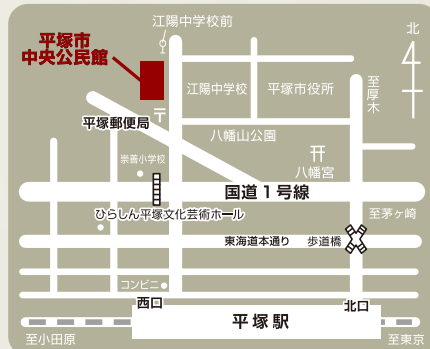 江陽中学校前
北
平塚市
中央公民館
至厚木
江陽中学校
平塚市役所
〒
平塚郵便局
八幡山公園
崇善小学校
八幡宮
国道1号線
ひらしん平塚文化芸術ホール
至茅ヶ崎
東海道本通り
歩道橋
コンビニ
西口
北口
平塚駅
至小田原
至東京